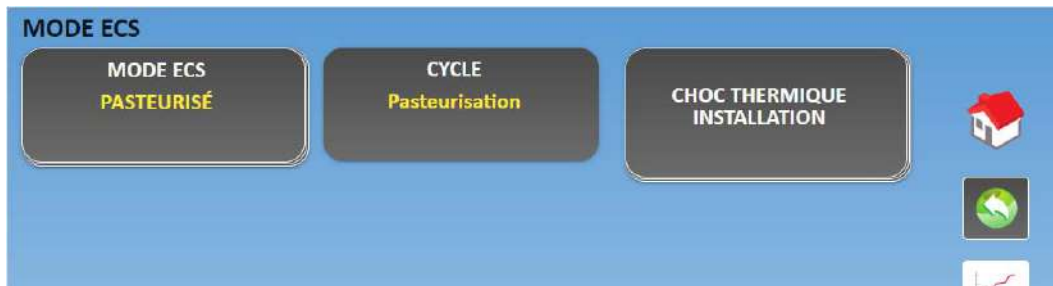 MODE ECS
MODE ECS
PASTEURISÉ
CYCLE
Pasteurisation
CHOC THERMIQUE
INSTALLATION